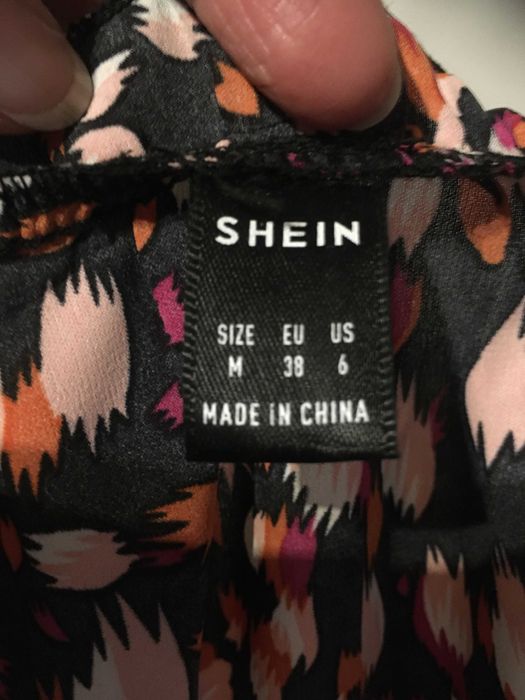 SHEIN
SIZE EU US
M 38 6
MADE iN CHINA